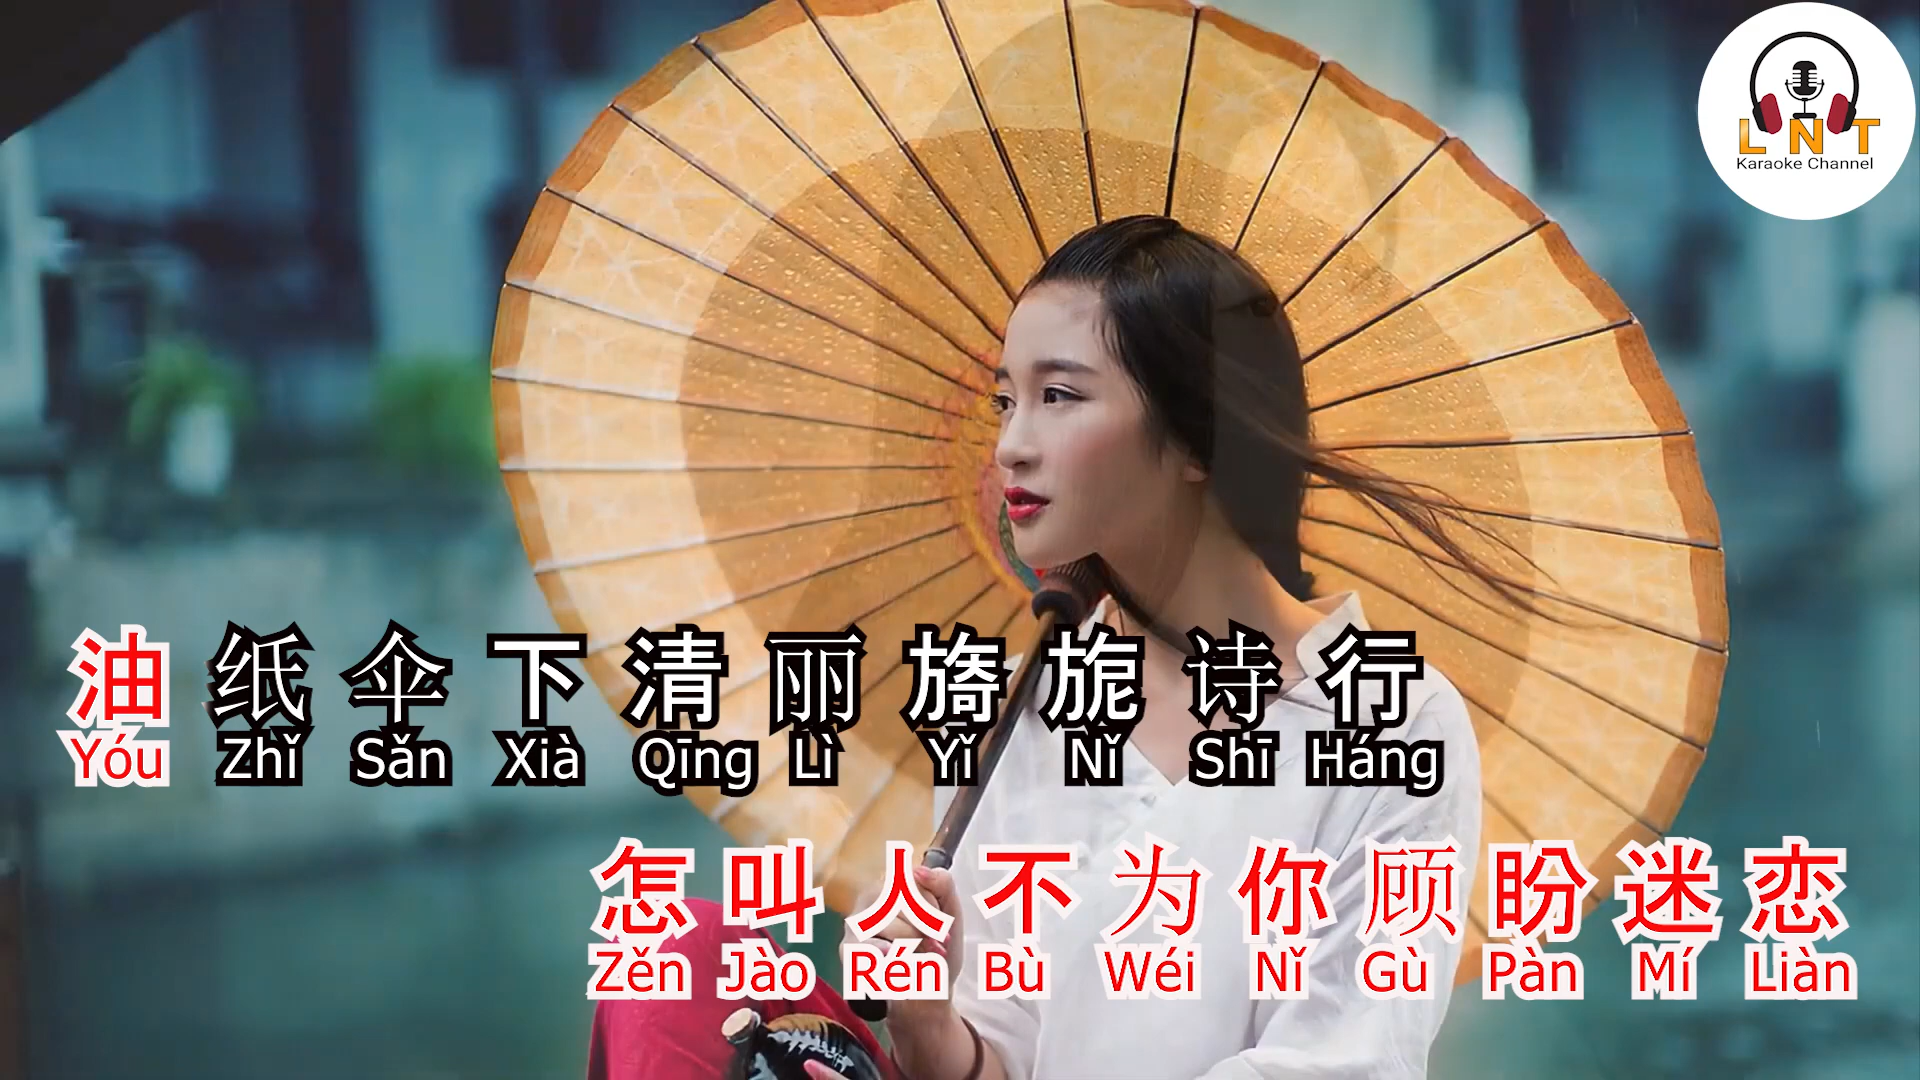 L N T
Karaoke Channel
油 纸 伞 下 清 丽 旖 旎 诗 行
Yóu Zhǐ Sǎn Xià Qīng Lì Yǐ Nǐ Shī Háng
怎 叫 人 不 为 你 顾 盼 迷 恋
Zěn Jào Rén Bù Wéi Nǐ Gù Pàn Mí Liàn